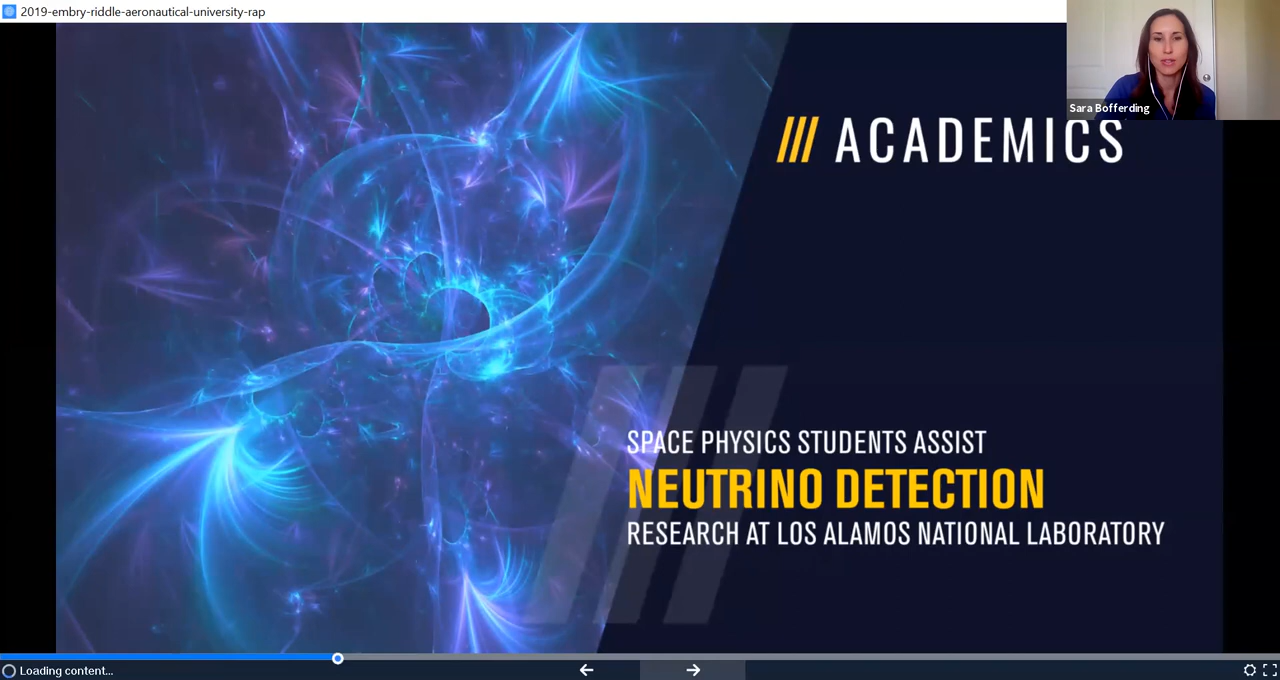 2019-embry-riddle-aeronautical-university-rap
Sara Bofferding
/// ACADEMICS
SPACE PHYSICS STUDENTS ASSIST
NEUTRINO DETECTION
RESEARCH AT LOS ALAMOS NATIONAL LABORATORY
Loading content...